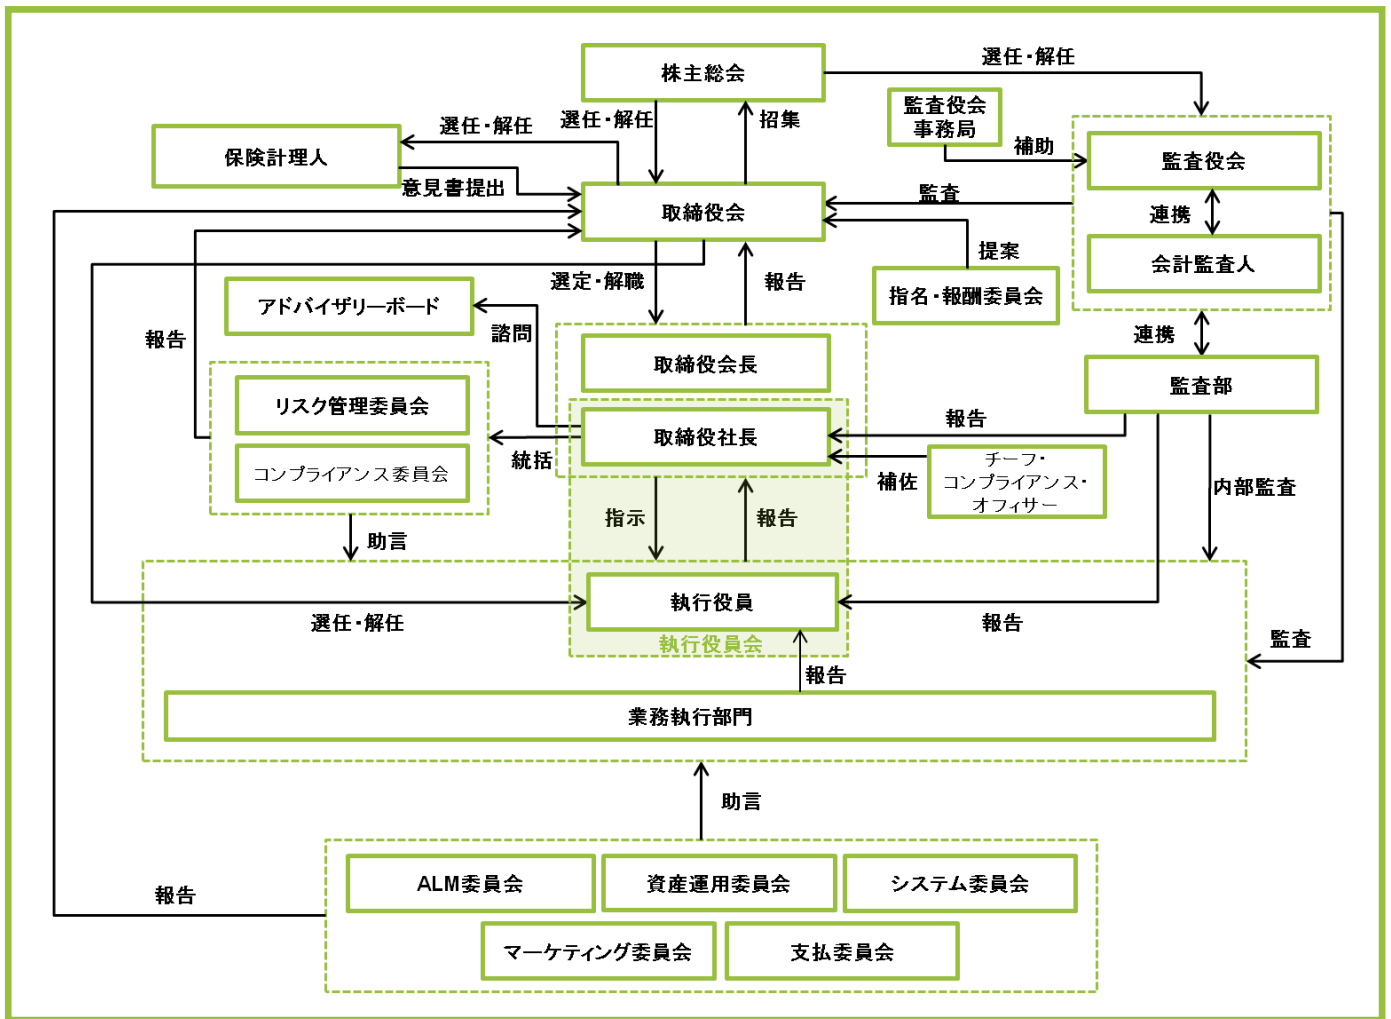 株主総会
選任・解任
監査役会
事務局
選任・解任
選任・解任
招集
保険計理人
補助
監査役会
意見書提出
監査
取締役会
連携
提案
会計監査人
選定・解職
報告
指名・報酬委員会
アドバイザリーボード
諮問
報告
連携
取締役会長
監査部
リスク管理委員会
取締役社長
報告
統括
コンプライアンス委員会
補佐
チーフ・
コンプライアンス・
オフィサー
内部監査
指示
報告
助言
執行役員
選任・解任
報告
執行役員会
監査
報告
業務執行部門
助言
ALM委員会
資産運用委員会
システム委員会
報告
マーケティング委員会
支払委員会